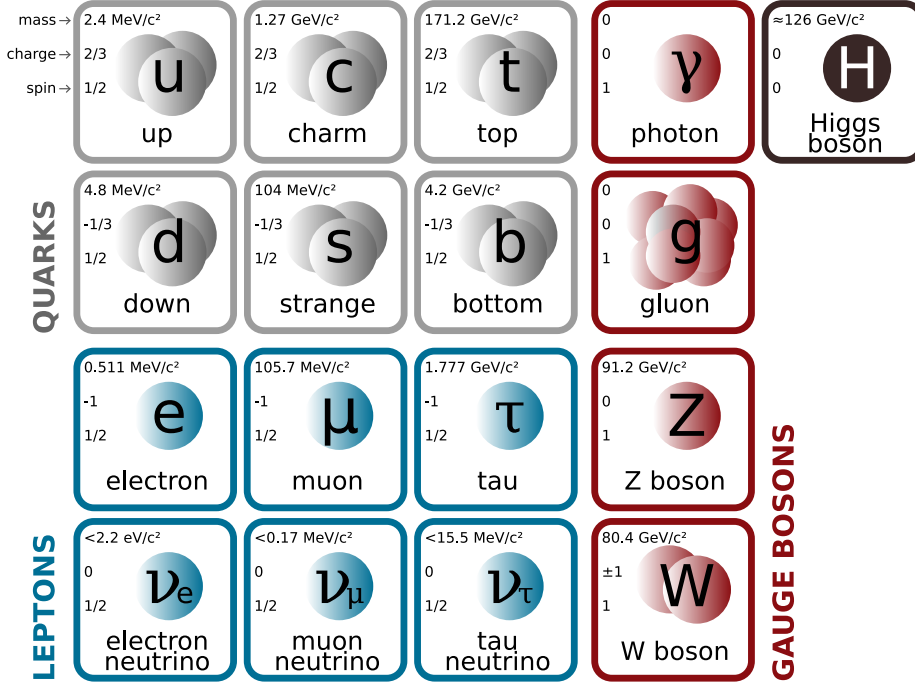 mass→
charge→
spin→
2.4 MeV/c²
2/3
1/2
u
up
1.27 GeV/c²
2/3
1/2
c
charm
171.2 GeV/c²
2/3
1/2
t
top
0
0
1
γ
photon
≈126 GeV/c²
0
0
H
Higgs
boson
QUARKS
4.8 MeV/c²
-1/3
1/2
d
down
104 MeV/c²
-1/3
1/2
s
strange
4.2 GeV/c²
-1/3
1/2
b
bottom
0
0
1
g
gluon
LEPTONS
0.511 MeV/c²
-1
1/2
e
electron
105.7 MeV/c²
-1
1/2
μ
muon
1.777 GeV/c²
-1
1/2
τ
tau
91.2 GeV/c²
0
1
Z
Z boson
GAUGE BOSONS
<2.2 eV/c²
0
1/2
νe
electron
neutrino
<0.17 MeV/c²
0
1/2
νμ
muon
neutrino
<15.5 MeV/c²
0
1/2
ντ
tau
neutrino
80.4 GeV/c²
±1
1
W
W boson